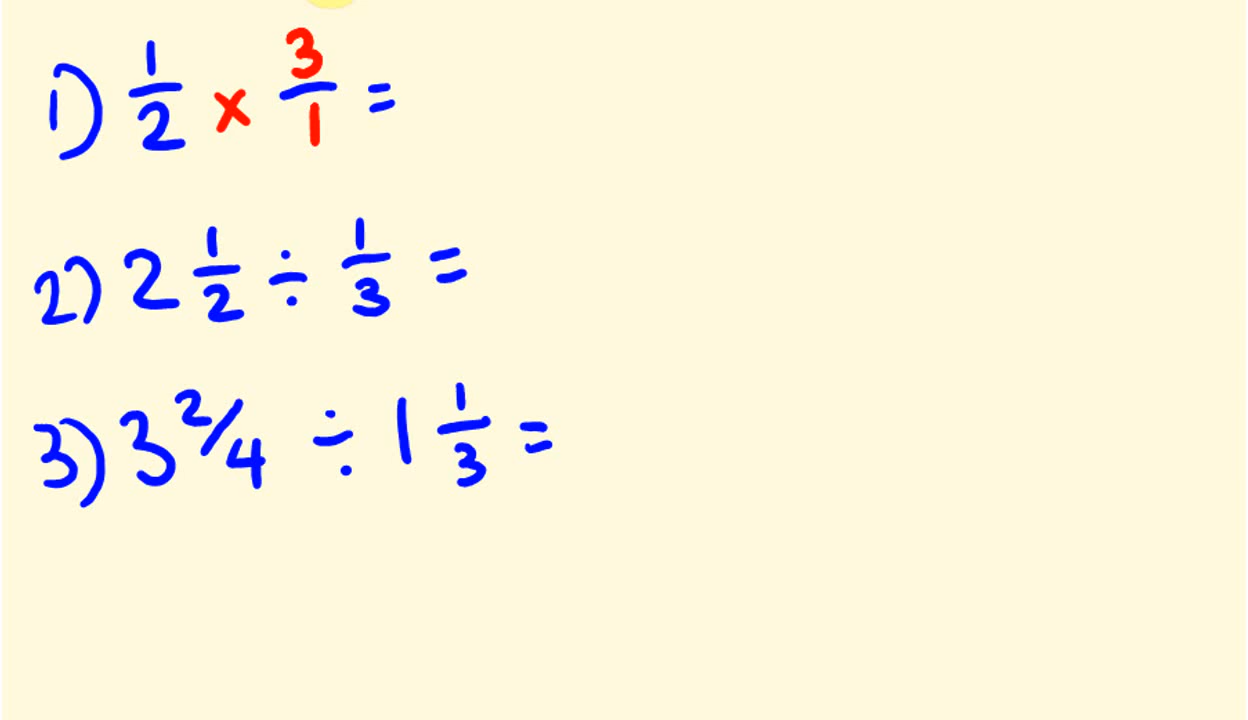 1) 1/2 × 3/1 =
2) 2 1/2 ÷ 1/3 =
3) 3 2/4 ÷ 1 1/3 =